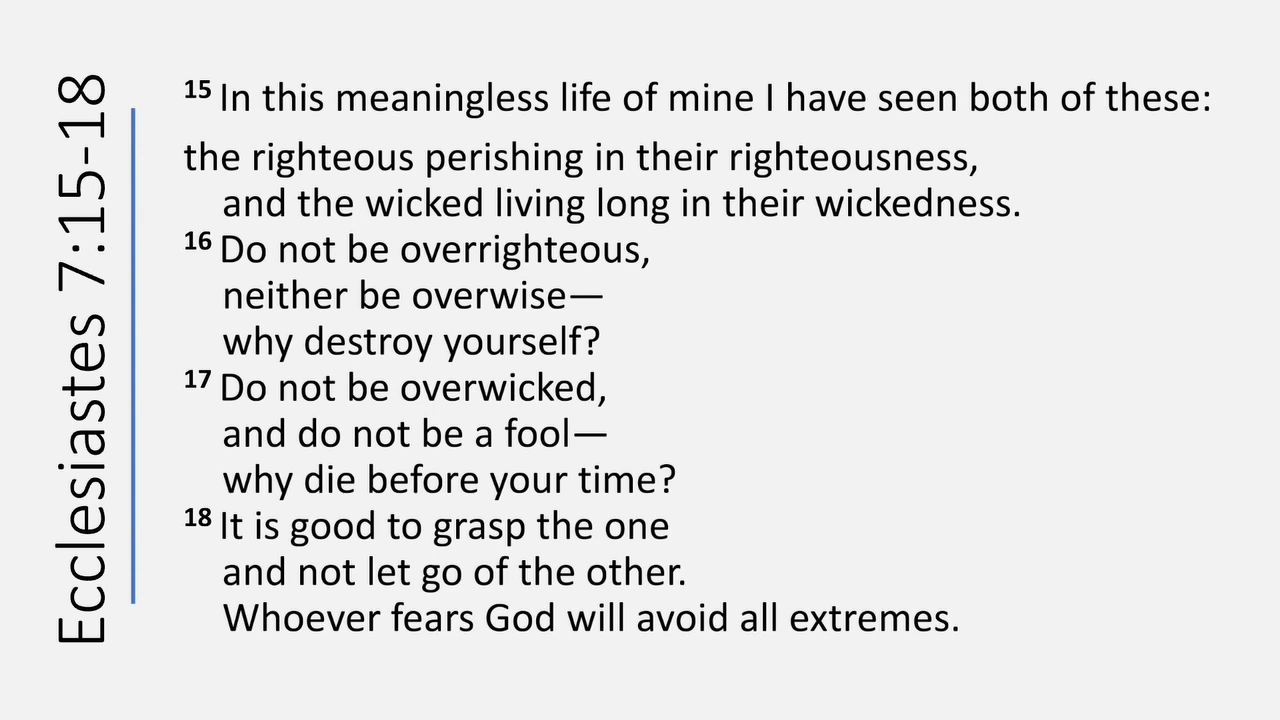 Ecclesiastes 7:15-18
15 In this meaningless life of mine I have seen both of these:
the righteous perishing in their righteousness,
and the wicked living long in their wickedness.
16 Do not be overrighteous,
neither be overwise—
why destroy yourself?
17 Do not be overwicked,
and do not be a fool—
why die before your time?
18 It is good to grasp the one
and not let go of the other.
Whoever fears God will avoid all extremes.